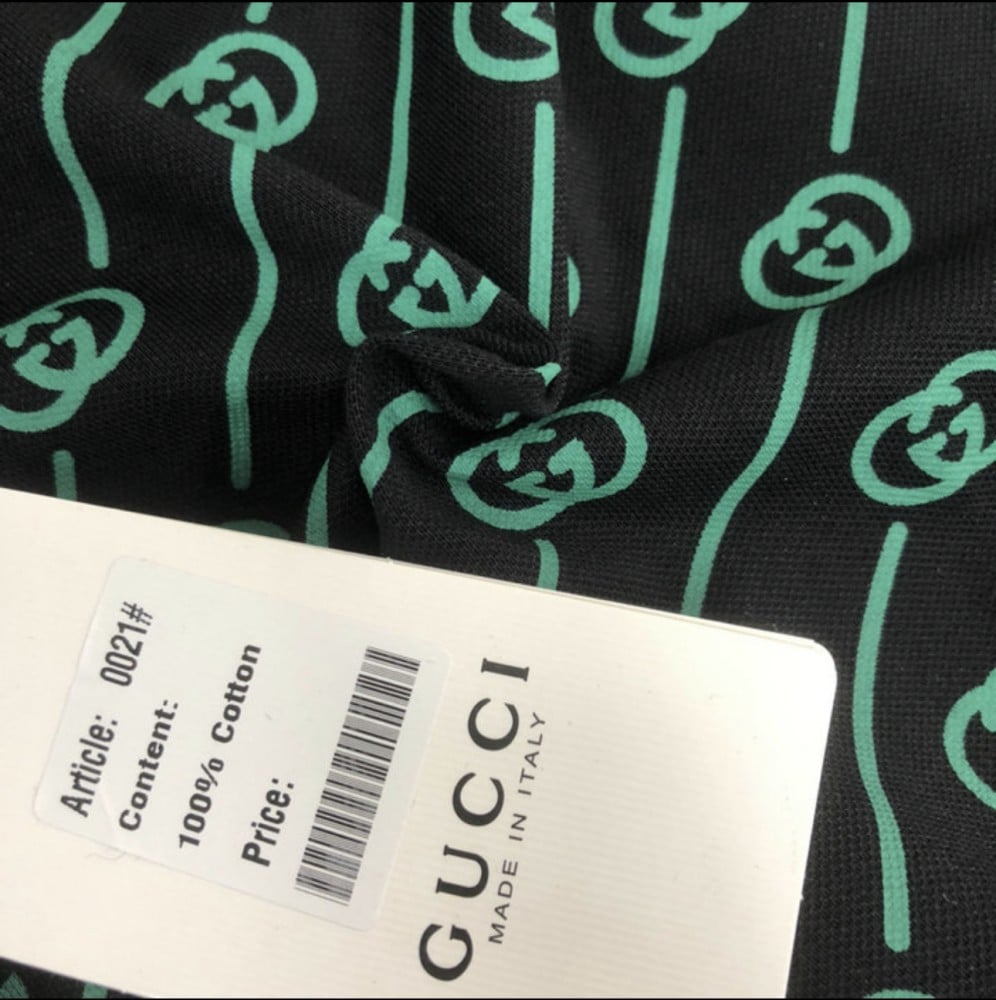 Article: 0021#
Content:
100% Cotton
Price:
GUCCI
MADE IN ITALY